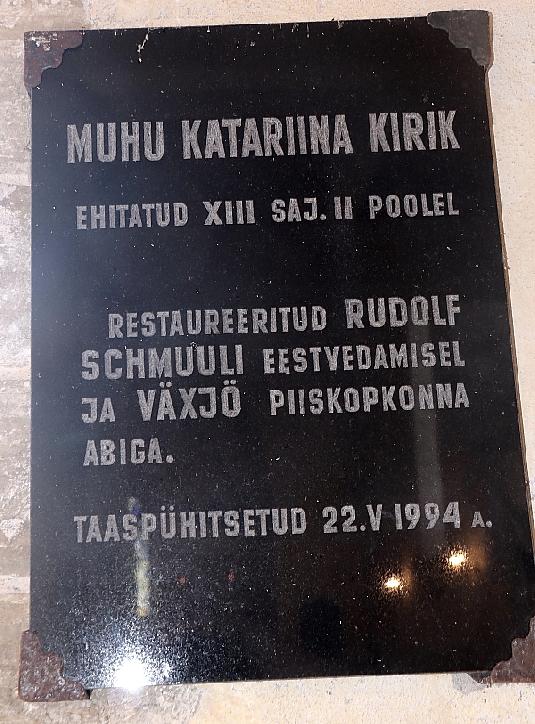 MUHU KATARIINA KIRIK
EHITATUD XIII SAJ. II POOLEL
RESTAUREERITUD RUDOLF
SCHMUULI EESTVEDAMISEL
JA VÄXJÖ PIISKOPKONNA
ABIGA.
TAASPÜHITSETUD 22.V 1994 A.